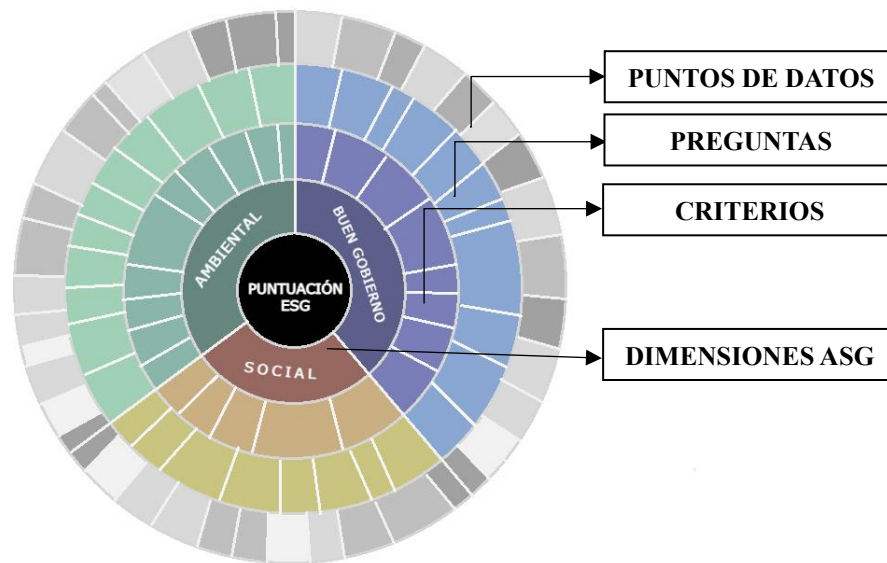 PUNTOS DE DATOS
PREGUNTAS
CRITERIOS
DIMENSIONES ASG
AMBIENTAL
BUEN GOBIERNO
PUNTUACIÓN
ESG
SOCIAL